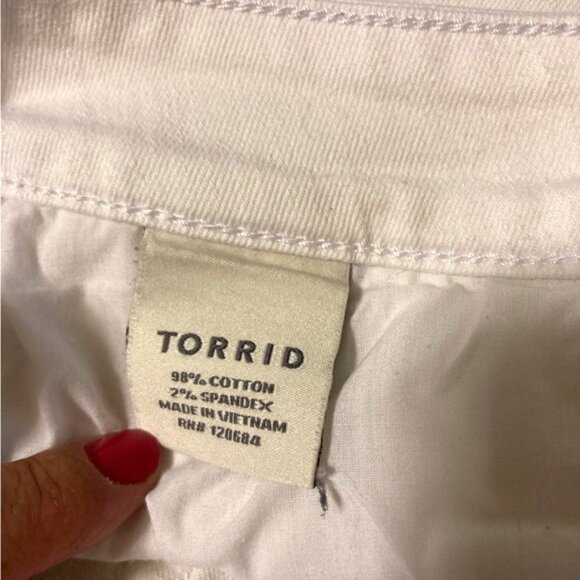 TORRID
98% COTTON
2% SPANDEX
MADE IN VIETNAM
RN# 120684